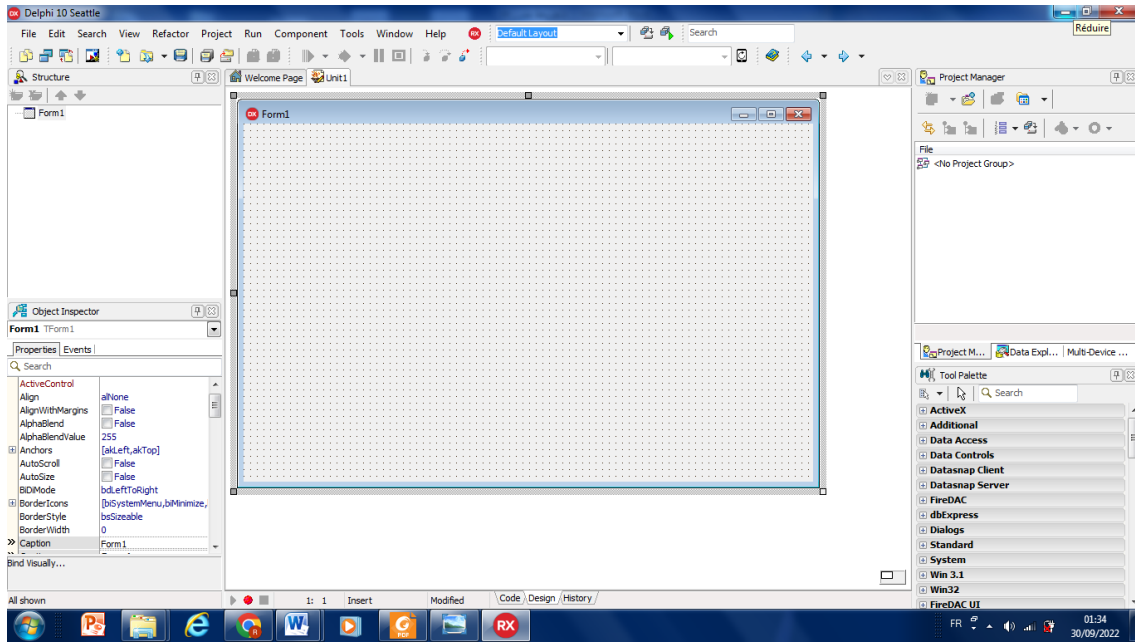 Delphi 10 Seattle
File Edit Search View Refactor Project Run Component Tools Window Help RX Default Layout Search
Réduire
Structure
Welcome Page Unit1
Project Manager
Form1
Form1
File
<No Project Group>
Object Inspector
Form1 TForm1
Properties Events
Search
ActiveControl
Align alNone
AlignWithMargins False
AlphaBlend False
AlphaBlendValue 255
Anchors [akLeft,akTop]
AutoScroll False
AutoSize False
BiDiMode bdLeftToRight
BorderIcons [biSystemMenu,biMinimize,
BorderStyle bsSizeable
BorderWidth 0
Caption Form1
Bind Visually...
All shown
1: 1 Insert Modified Code Design History
Project M... Data Expl... Multi-Device ...
Tool Palette
Search
ActiveX
Additional
Data Access
Data Controls
Datasnap Client
Datasnap Server
FireDAC
dbExpress
Dialogs
Standard
System
Win 3.1
Win32
FireDAC UI
RX
FR 01:34
30/09/2022